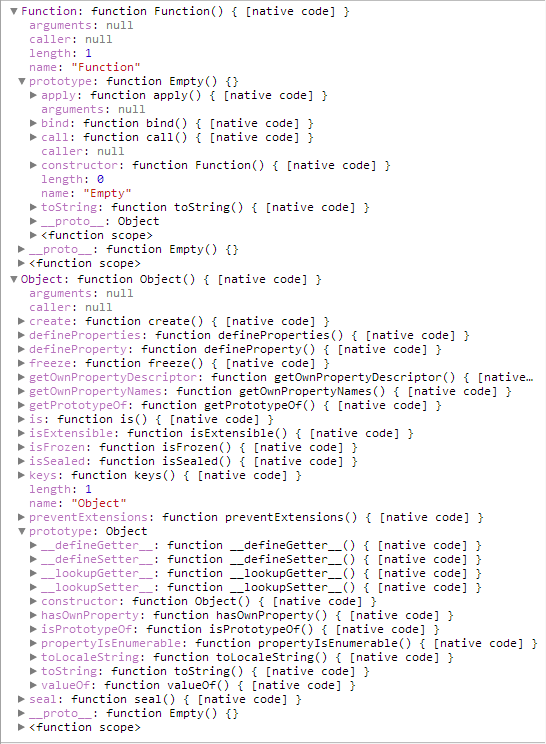 ▼Function: function Function() { [native code] }
arguments: null
caller: null
length: 1
name: "Function"
▼prototype: function Empty() {}
▶apply: function apply() { [native code] }
arguments: null
▶bind: function bind() { [native code] }
▶call: function call() { [native code] }
caller: null
▶constructor: function Function() { [native code] }
length: 0
name: "Empty"
▶toString: function toString() { [native code] }
▶__proto__: Object
▶<function scope>
▶__proto__: function Empty() {}
▶<function scope>
▼Object: function Object() { [native code] }
arguments: null
caller: null
▶create: function create() { [native code] }
▶defineProperties: function defineProperties() { [native code] }
▶defineProperty: function defineProperty() { [native code] }
▶freeze: function freeze() { [native code] }
▶getOwnPropertyDescriptor: function getOwnPropertyDescriptor() { [native…
▶getOwnPropertyNames: function getOwnPropertyNames() { [native code] }
▶getPrototypeOf: function getPrototypeOf() { [native code] }
▶is: function is() { [native code] }
▶isExtensible: function isExtensible() { [native code] }
▶isFrozen: function isFrozen() { [native code] }
▶isSealed: function isSealed() { [native code] }
▶keys: function keys() { [native code] }
length: 1
name: "Object"
▶preventExtensions: function preventExtensions() { [native code] }
▼prototype: Object
▶__defineGetter__: function __defineGetter__() { [native code] }
▶__defineSetter__: function __defineSetter__() { [native code] }
▶__lookupGetter__: function __lookupGetter__() { [native code] }
▶__lookupSetter__: function __lookupSetter__() { [native code] }
▶constructor: function Object() { [native code] }
▶hasOwnProperty: function hasOwnProperty() { [native code] }
▶isPrototypeOf: function isPrototypeOf() { [native code] }
▶propertyIsEnumerable: function propertyIsEnumerable() { [native code] }
▶toLocaleString: function toLocaleString() { [native code] }
▶toString: function toString() { [native code] }
▶valueOf: function valueOf() { [native code] }
▶seal: function seal() { [native code] }
▶__proto__: function Empty() {}
▶<function scope>